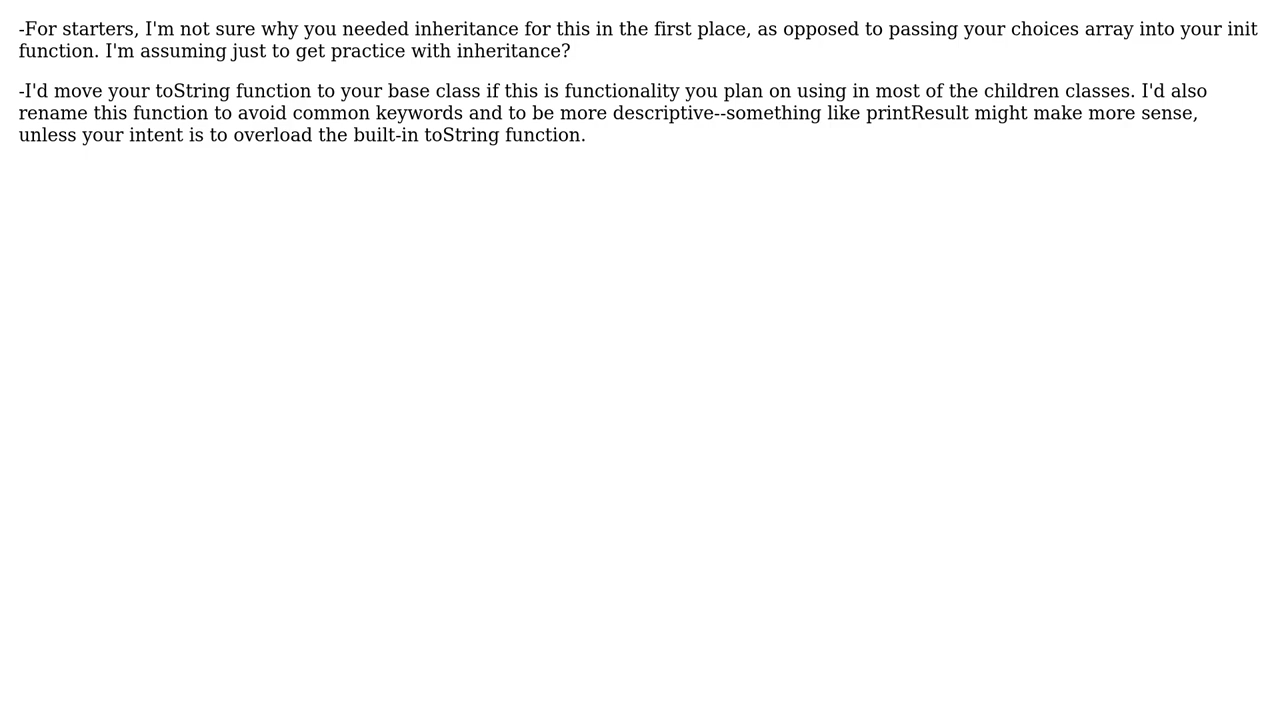 -For starters, I'm not sure why you needed inheritance for this in the first place, as opposed to passing your choices array into your init
function. I'm assuming just to get practice with inheritance?
-I'd move your toString function to your base class if this is functionality you plan on using in most of the children classes. I'd also
rename this function to avoid common keywords and to be more descriptive--something like printResult might make more sense,
unless your intent is to overload the built-in toString function.